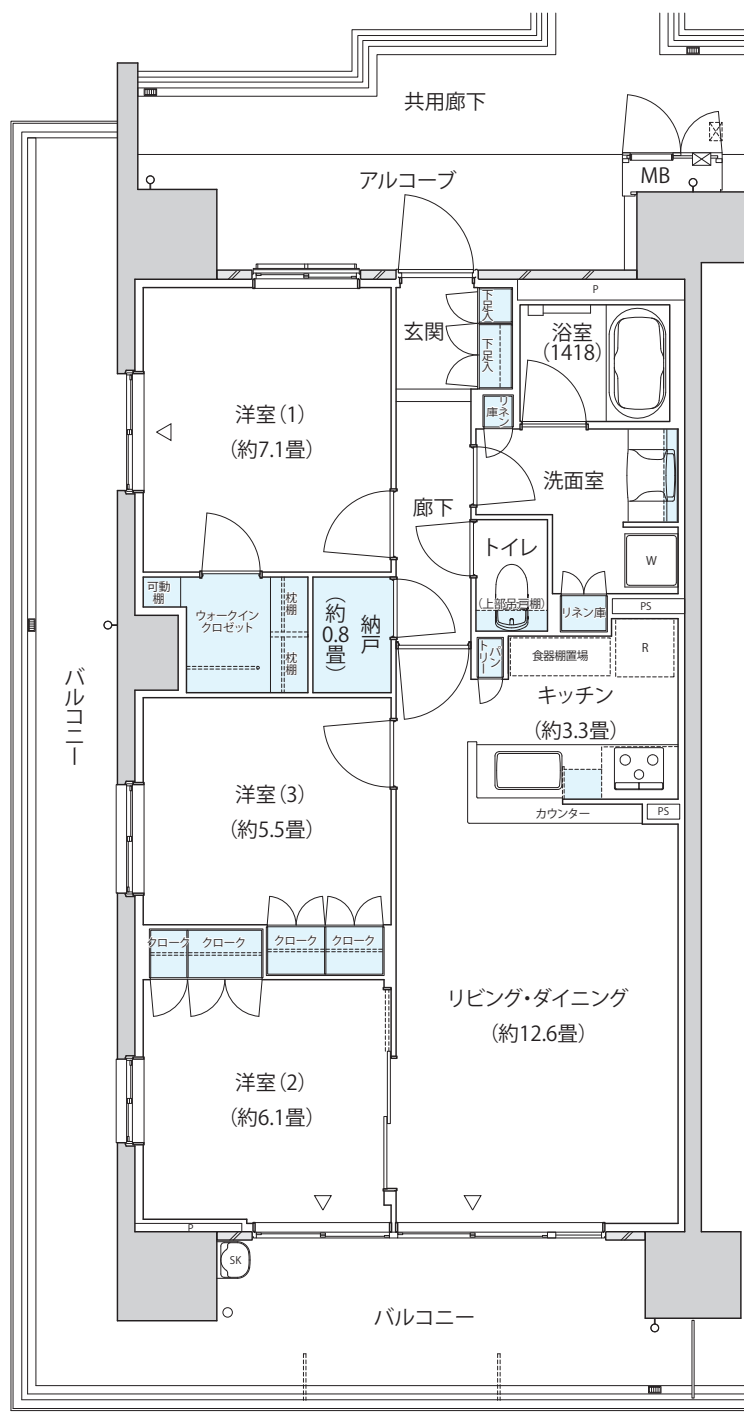 共用廊下
アルコーブ
MB
P
玄関
下足入
下足入
浴室
(1418)
リネン庫
洋室(1)
(約7.1畳)
廊下
洗面室
トイレ
(上部吊戸棚)
W
リネン庫
PS
可動棚
ウォークイン
クロゼット
枕棚
枕棚
納戸
(約0.8畳)
パントリー
食器棚置場
R
キッチン
(約3.3畳)
カウンター
PS
バルコニー
洋室(3)
(約5.5畳)
クローク
クローク
クローク
クローク
リビング・ダイニング
(約12.6畳)
洋室(2)
(約6.1畳)
P
SK
バルコニー